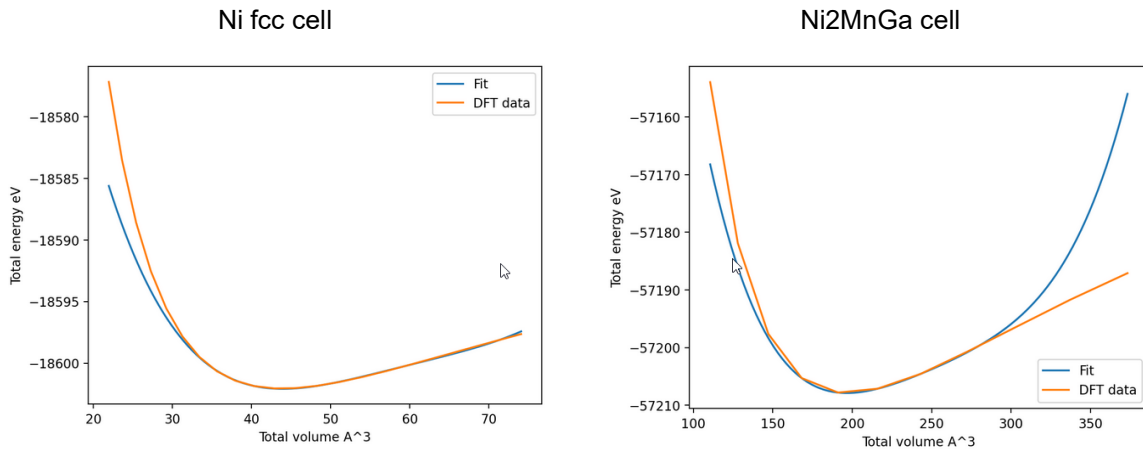 Ni fcc cell
Ni2MnGa cell
Fit
DFT data
−18580
−18585
−18590
−18595
−18600
Total energy eV
20 30 40 50 60 70
Total volume A^3
−57160
−57170
−57180
−57190
−57200
−57210
Total energy eV
Fit
DFT data
100 150 200 250 300 350
Total volume A^3